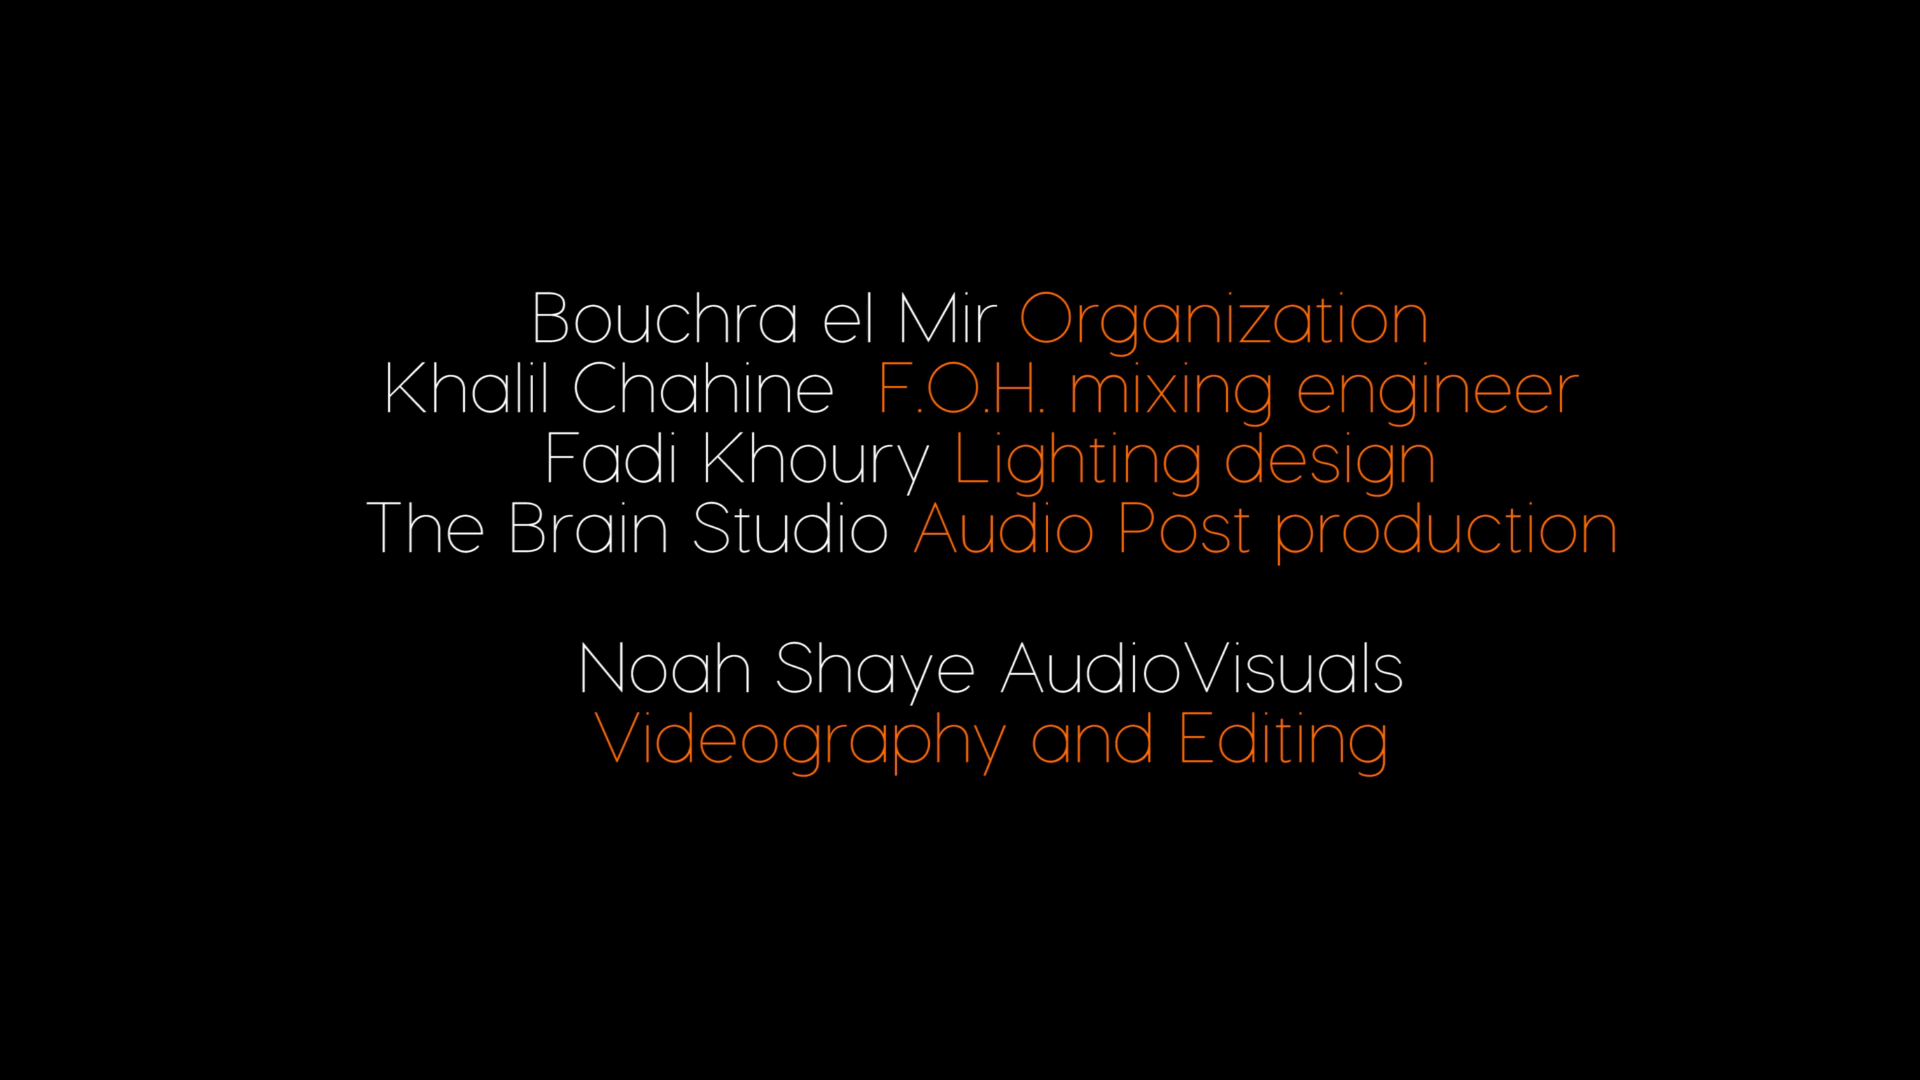 Bouchra el Mir Organization
Khalil Chahine F.O.H. mixing engineer
Fadi Khoury Lighting design
The Brain Studio Audio Post production
Noah Shaye AudioVisuals
Videography and Editing